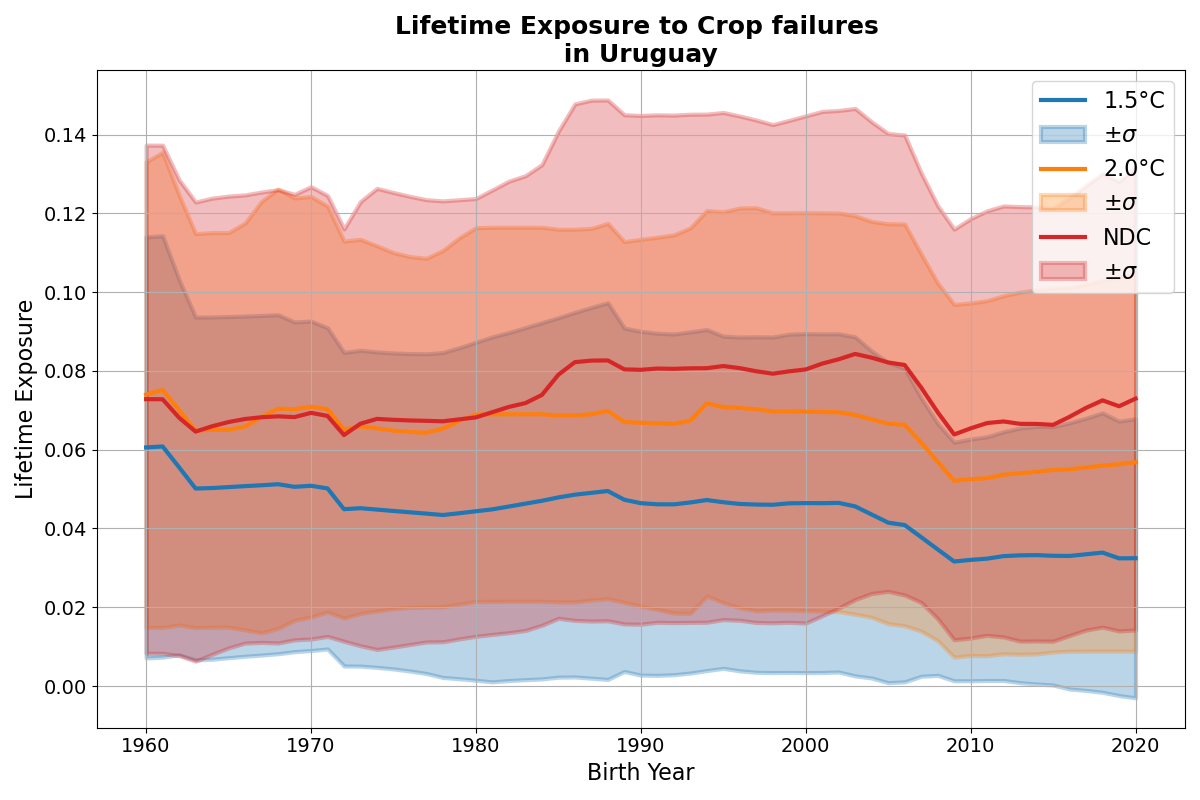 Lifetime Exposure to Crop failures
in Uruguay
Lifetime Exposure
0.14
0.12
0.10
0.08
0.06
0.04
0.02
0.00
1960
1970
1980
1990
2000
2010
2020
Birth Year
1.5°C
±σ
2.0°C
±σ
NDC
±σ